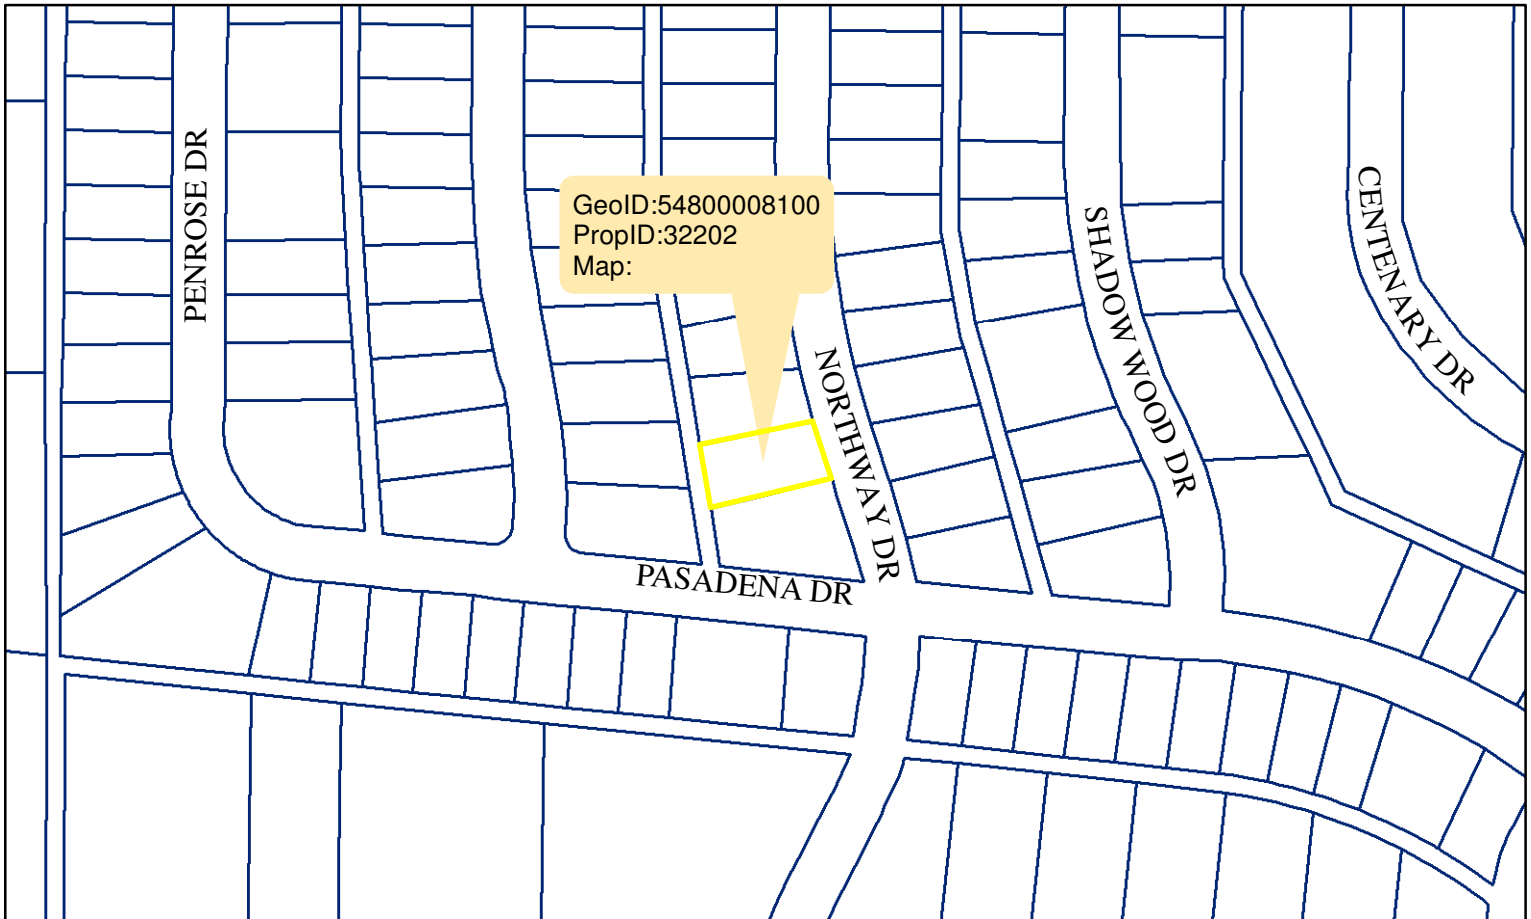 PENROSE DR
GeoID:54800008100
PropID:32202
Map:
NORTHWAY DR
SHADOW WOOD DR
CENTENARY DR
PASADENA DR